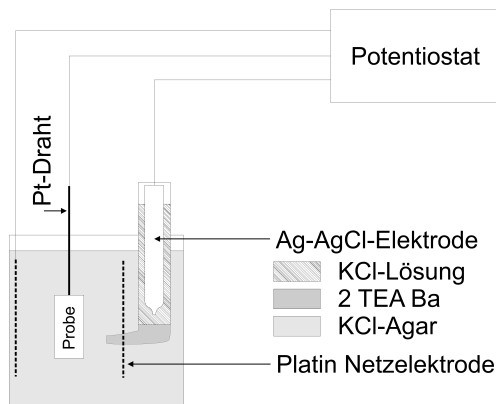 Potentiostat
Pt-Draht
Ag-AgCl-Elektrode
KCl-Lösung
2 TEA Ba
KCl-Agar
Probe
Platin Netzelektrode